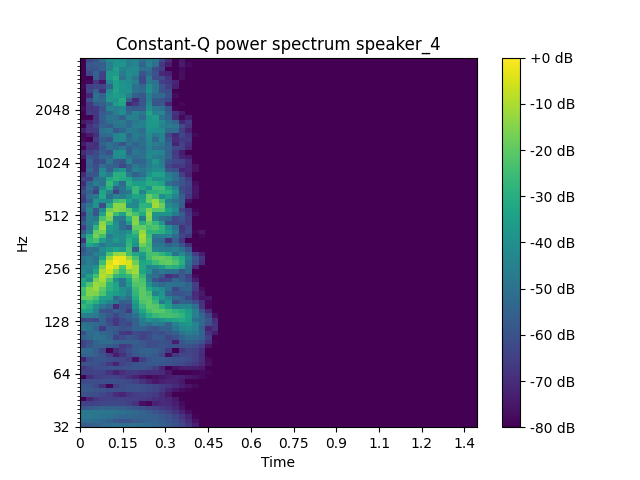 Constant-Q power spectrum speaker_4
+0 dB
2048
-10 dB
1024
-20 dB
512
-30 dB
Hz
-40 dB
256
-50 dB
128
-60 dB
64
-70 dB
32
-80 dB
0 0.15 0.3 0.45 0.6 0.75 0.9 1.1 1.2 1.4
Time